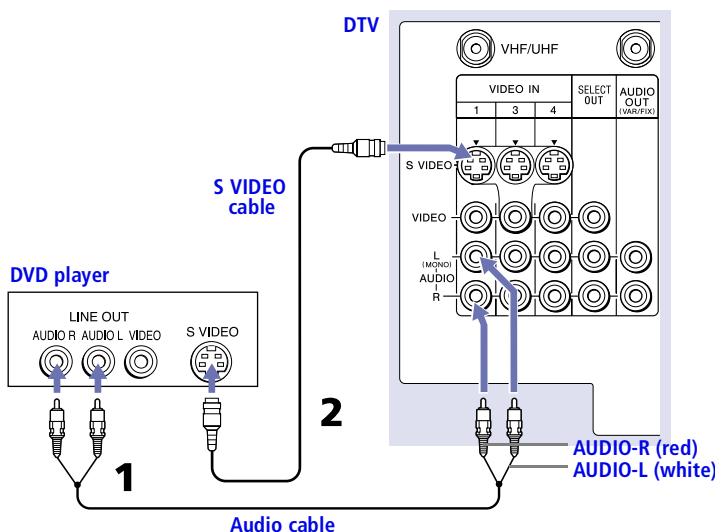 DTV
VHF/UHF
VIDEO IN
SELECT
OUT
AUDIO
OUT
(VAR/FIX)
1 3 4
S VIDEO
VIDEO
L
(MONO)
AUDIO
R
S VIDEO
cable
DVD player
LINE OUT
AUDIO R AUDIO L VIDEO
S VIDEO
1
2
AUDIO-R (red)
AUDIO-L (white)
Audio cable